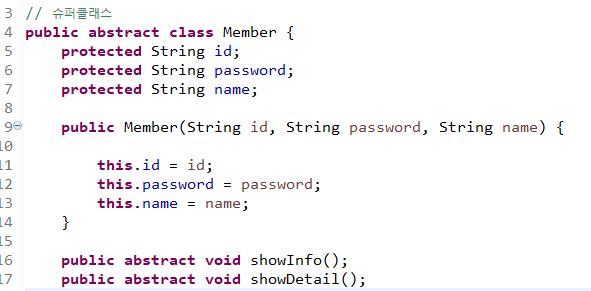 3 // 슈퍼클래스
4 public abstract class Member {
5     protected String id;
6     protected String password;
7     protected String name;
8
9     public Member(String id, String password, String name) {
10
11         this.id = id;
12         this.password = password;
13         this.name = name;
14     }
15
16     public abstract void showInfo();
17     public abstract void showDetail();